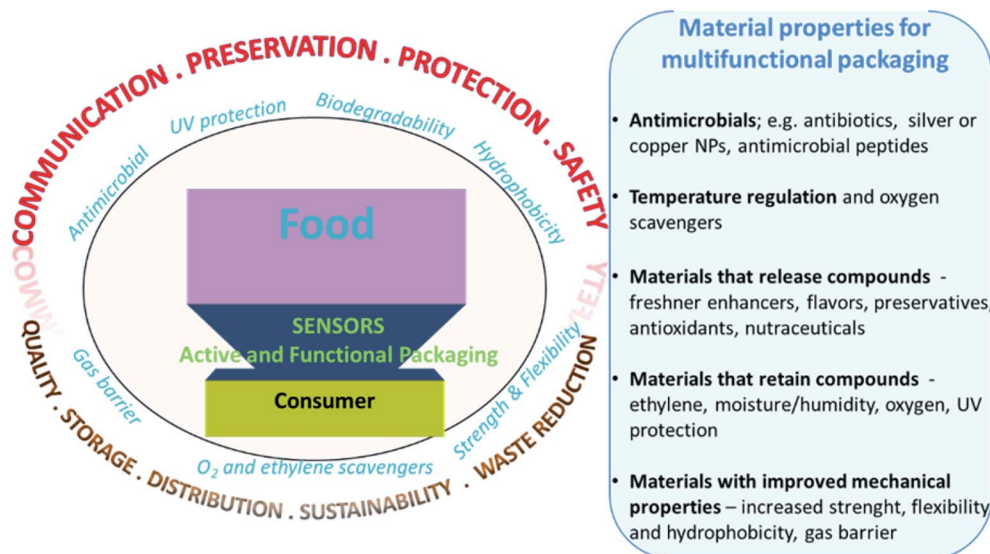 COMMUNICATION . PRESERVATION . PROTECTION . SAFETY
Antimicrobial
UV protection
Biodegradability
Hydrophobicity
Food
SENSORS
Active and Functional Packaging
Consumer
Gas barrier
O₂ and ethylene scavengers
Strength & Flexibility
QUALITY . STORAGE . DISTRIBUTION . SUSTAINABILITY . WASTE REDUCTION
Material properties for
multifunctional packaging
• Antimicrobials; e.g. antibiotics, silver or
copper NPs, antimicrobial peptides
• Temperature regulation and oxygen
scavengers
• Materials that release compounds -
freshner enhancers, flavors, preservatives,
antioxidants, nutraceuticals
• Materials that retain compounds -
ethylene, moisture/humidity, oxygen, UV
protection
• Materials with improved mechanical
properties – increased strenght, flexibility
and hydrophobicity, gas barrier